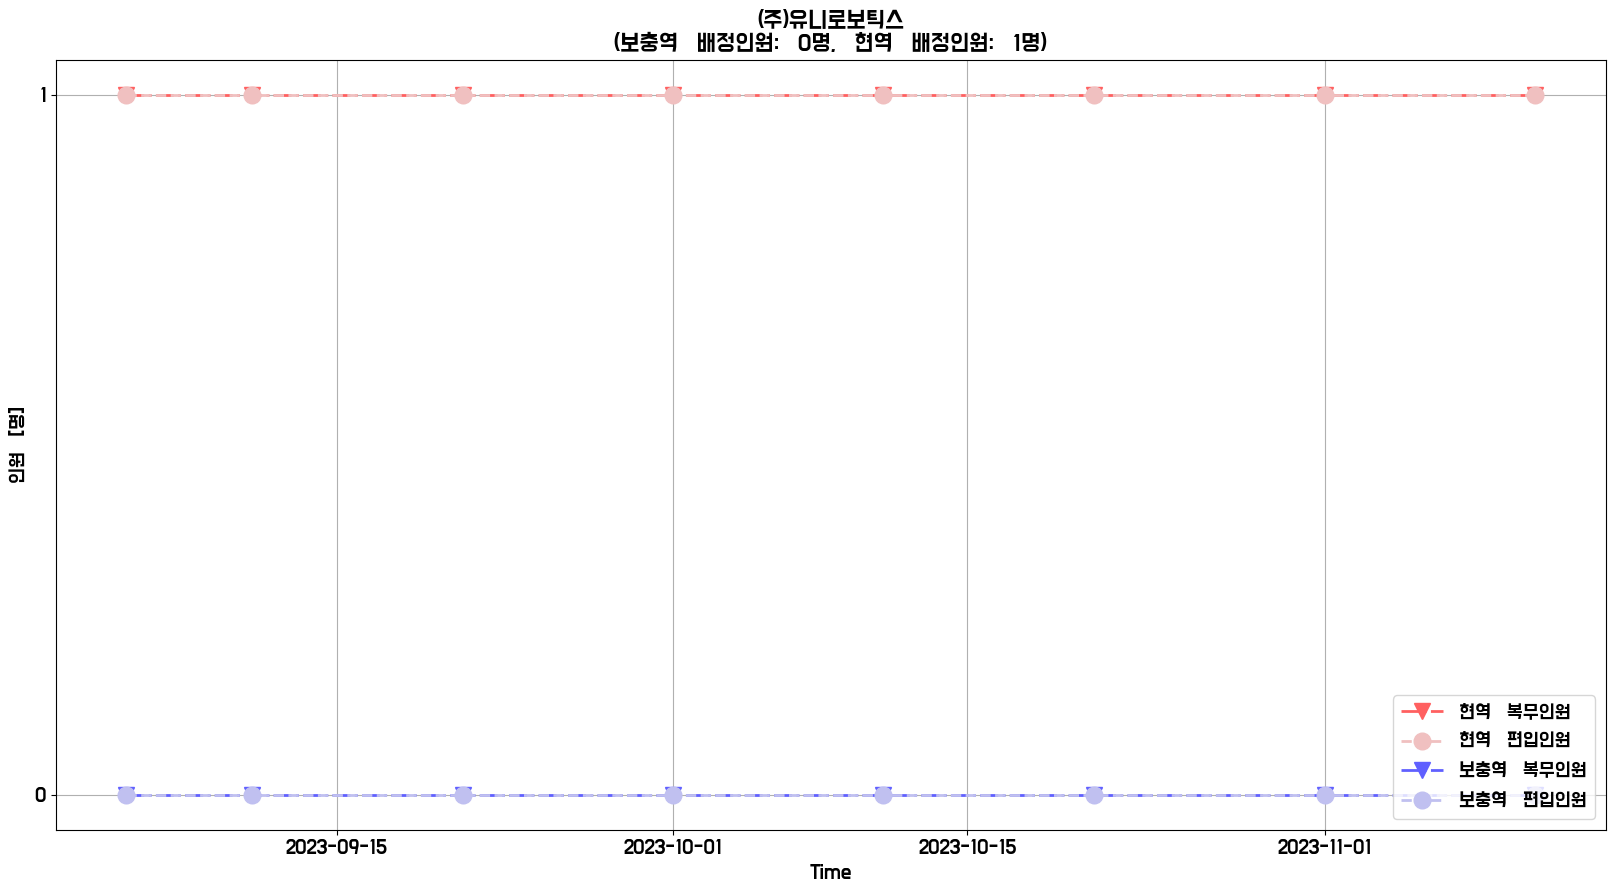 (주)유니로보틱스
(보충역 배정인원: 0명, 현역 배정인원: 1명)
인원 [명]
1
0
현역 복무인원
현역 편입인원
보충역 복무인원
보충역 편입인원
2023-09-15
2023-10-01
2023-10-15
2023-11-01
Time